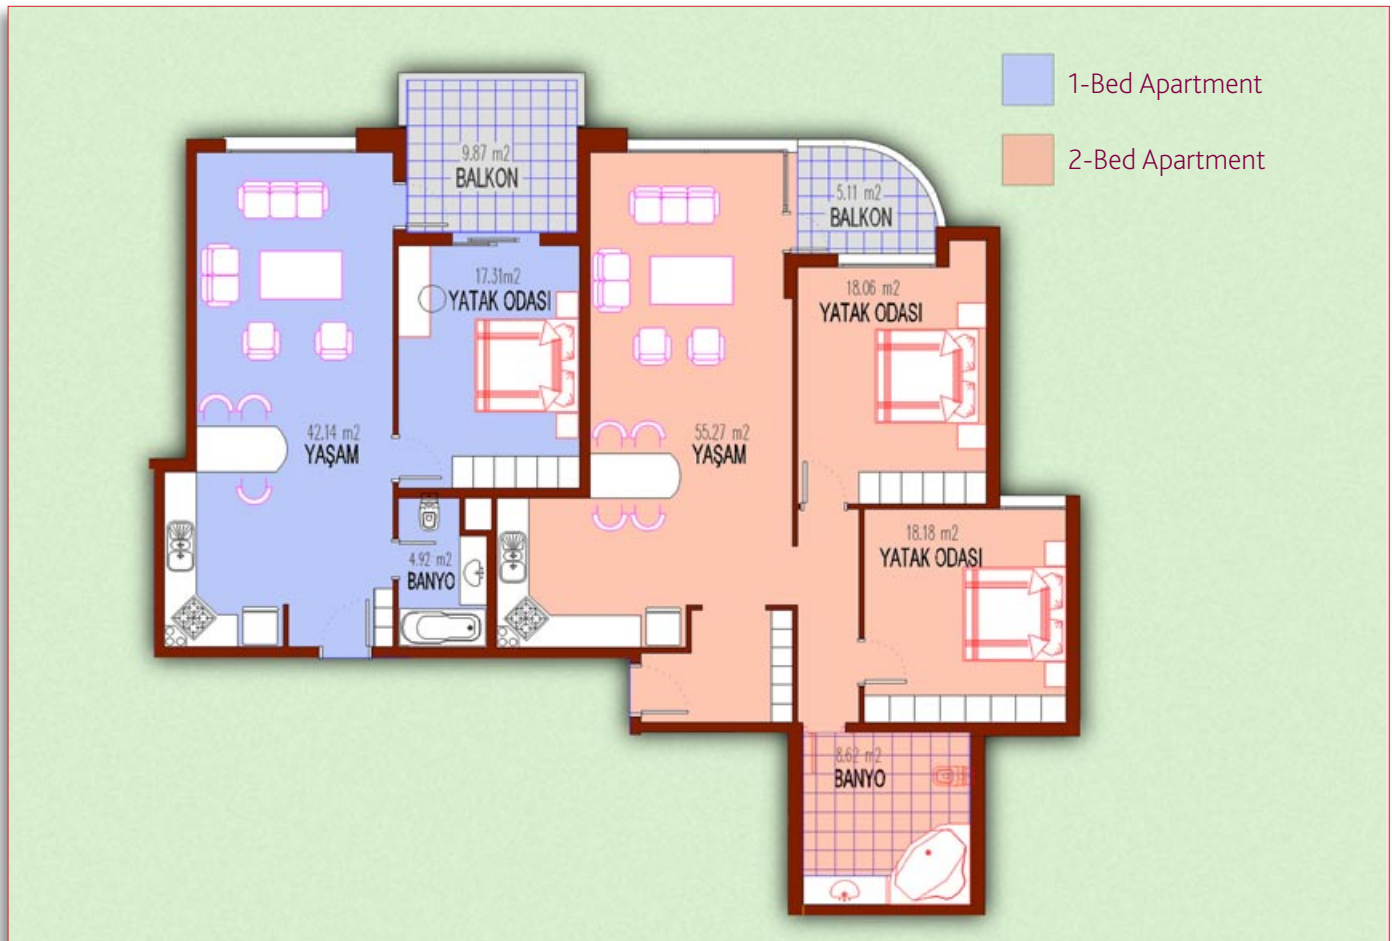 1-Bed Apartment
2-Bed Apartment
9.87 m2
BALKON
5.11 m2
BALKON
17.31m2
YATAK ODASI
18.06 m2
YATAK ODASI
42.14 m2
YAŞAM
55.27 m2
YAŞAM
4.92 m2
BANYO
18.18 m2
YATAK ODASI
8.62 m2
BANYO